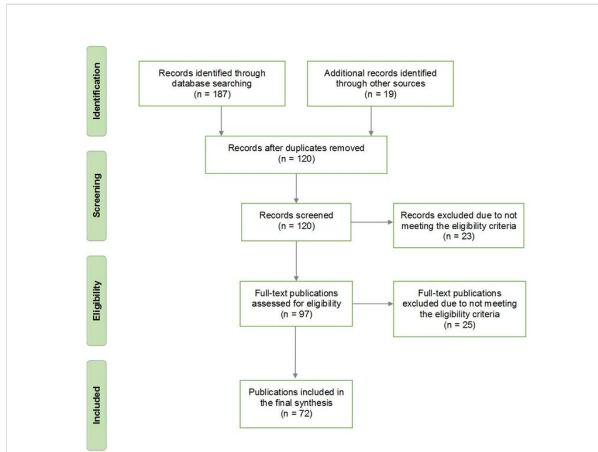 Identification
Records identified through
database searching
(n = 187)
Additional records identified
through other sources
(n = 19)
Records after duplicates removed
(n = 120)
Screening
Records screened
(n = 120)
Records excluded due to not
meeting the eligibility criteria
(n = 23)
Eligibility
Full-text publications
assessed for eligibility
(n = 97)
Full-text publications
excluded due to not meeting
the eligibility criteria
(n = 25)
Included
Publications included in
the final synthesis
n = 72)